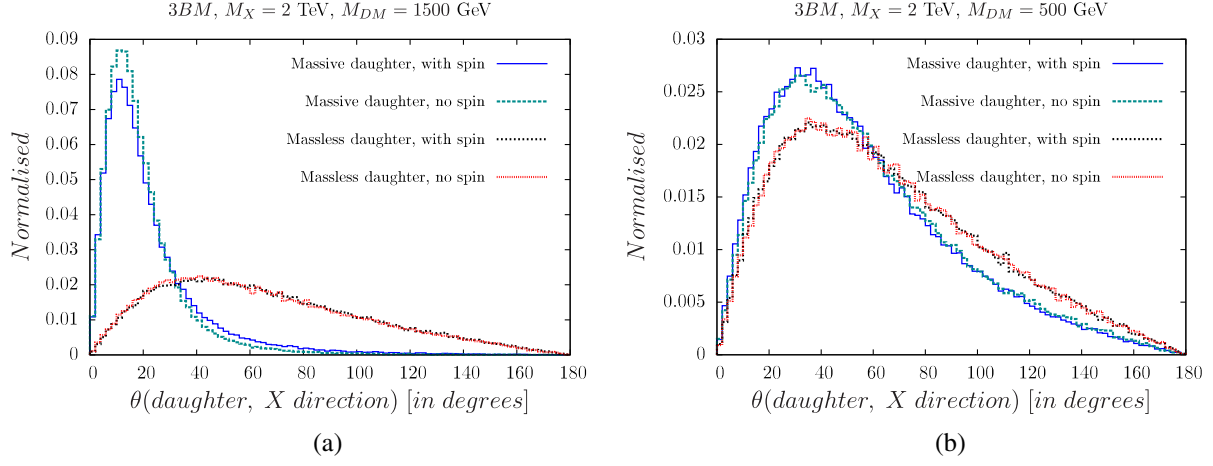 3BM, M_X = 2 TeV, M_{DM} = 1500 GeV
Normalised
0.09
0.08
0.07
0.06
0.05
0.04
0.03
0.02
0.01
0
Massive daughter, with spin
Massive daughter, no spin
Massless daughter, with spin
Massless daughter, no spin
0 20 40 60 80 100 120 140 160 180
θ(daughter, X direction) [in degrees]
(a)
3BM, M_X = 2 TeV, M_{DM} = 500 GeV
Normalised
0.03
0.025
0.02
0.015
0.01
0.005
0
Massive daughter, with spin
Massive daughter, no spin
Massless daughter, with spin
Massless daughter, no spin
0 20 40 60 80 100 120 140 160 180
θ(daughter, X direction) [in degrees]
(b)